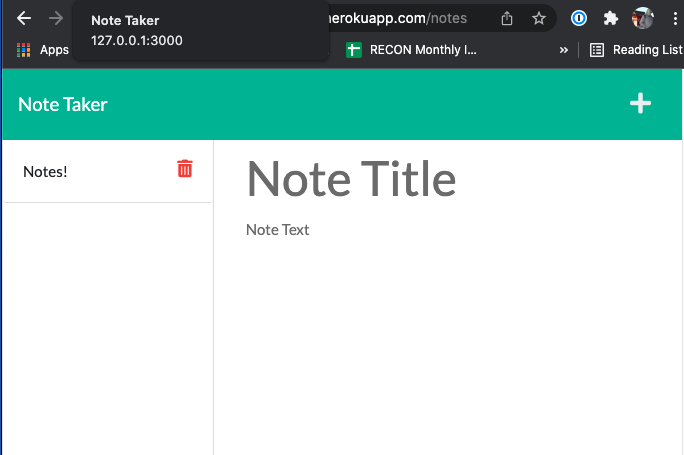 Note Taker
127.0.0.1:3000
herokuapp.com/notes
Apps
RECON Monthly I...
»
Reading List
Note Taker
Notes!
Note Title
Note Text